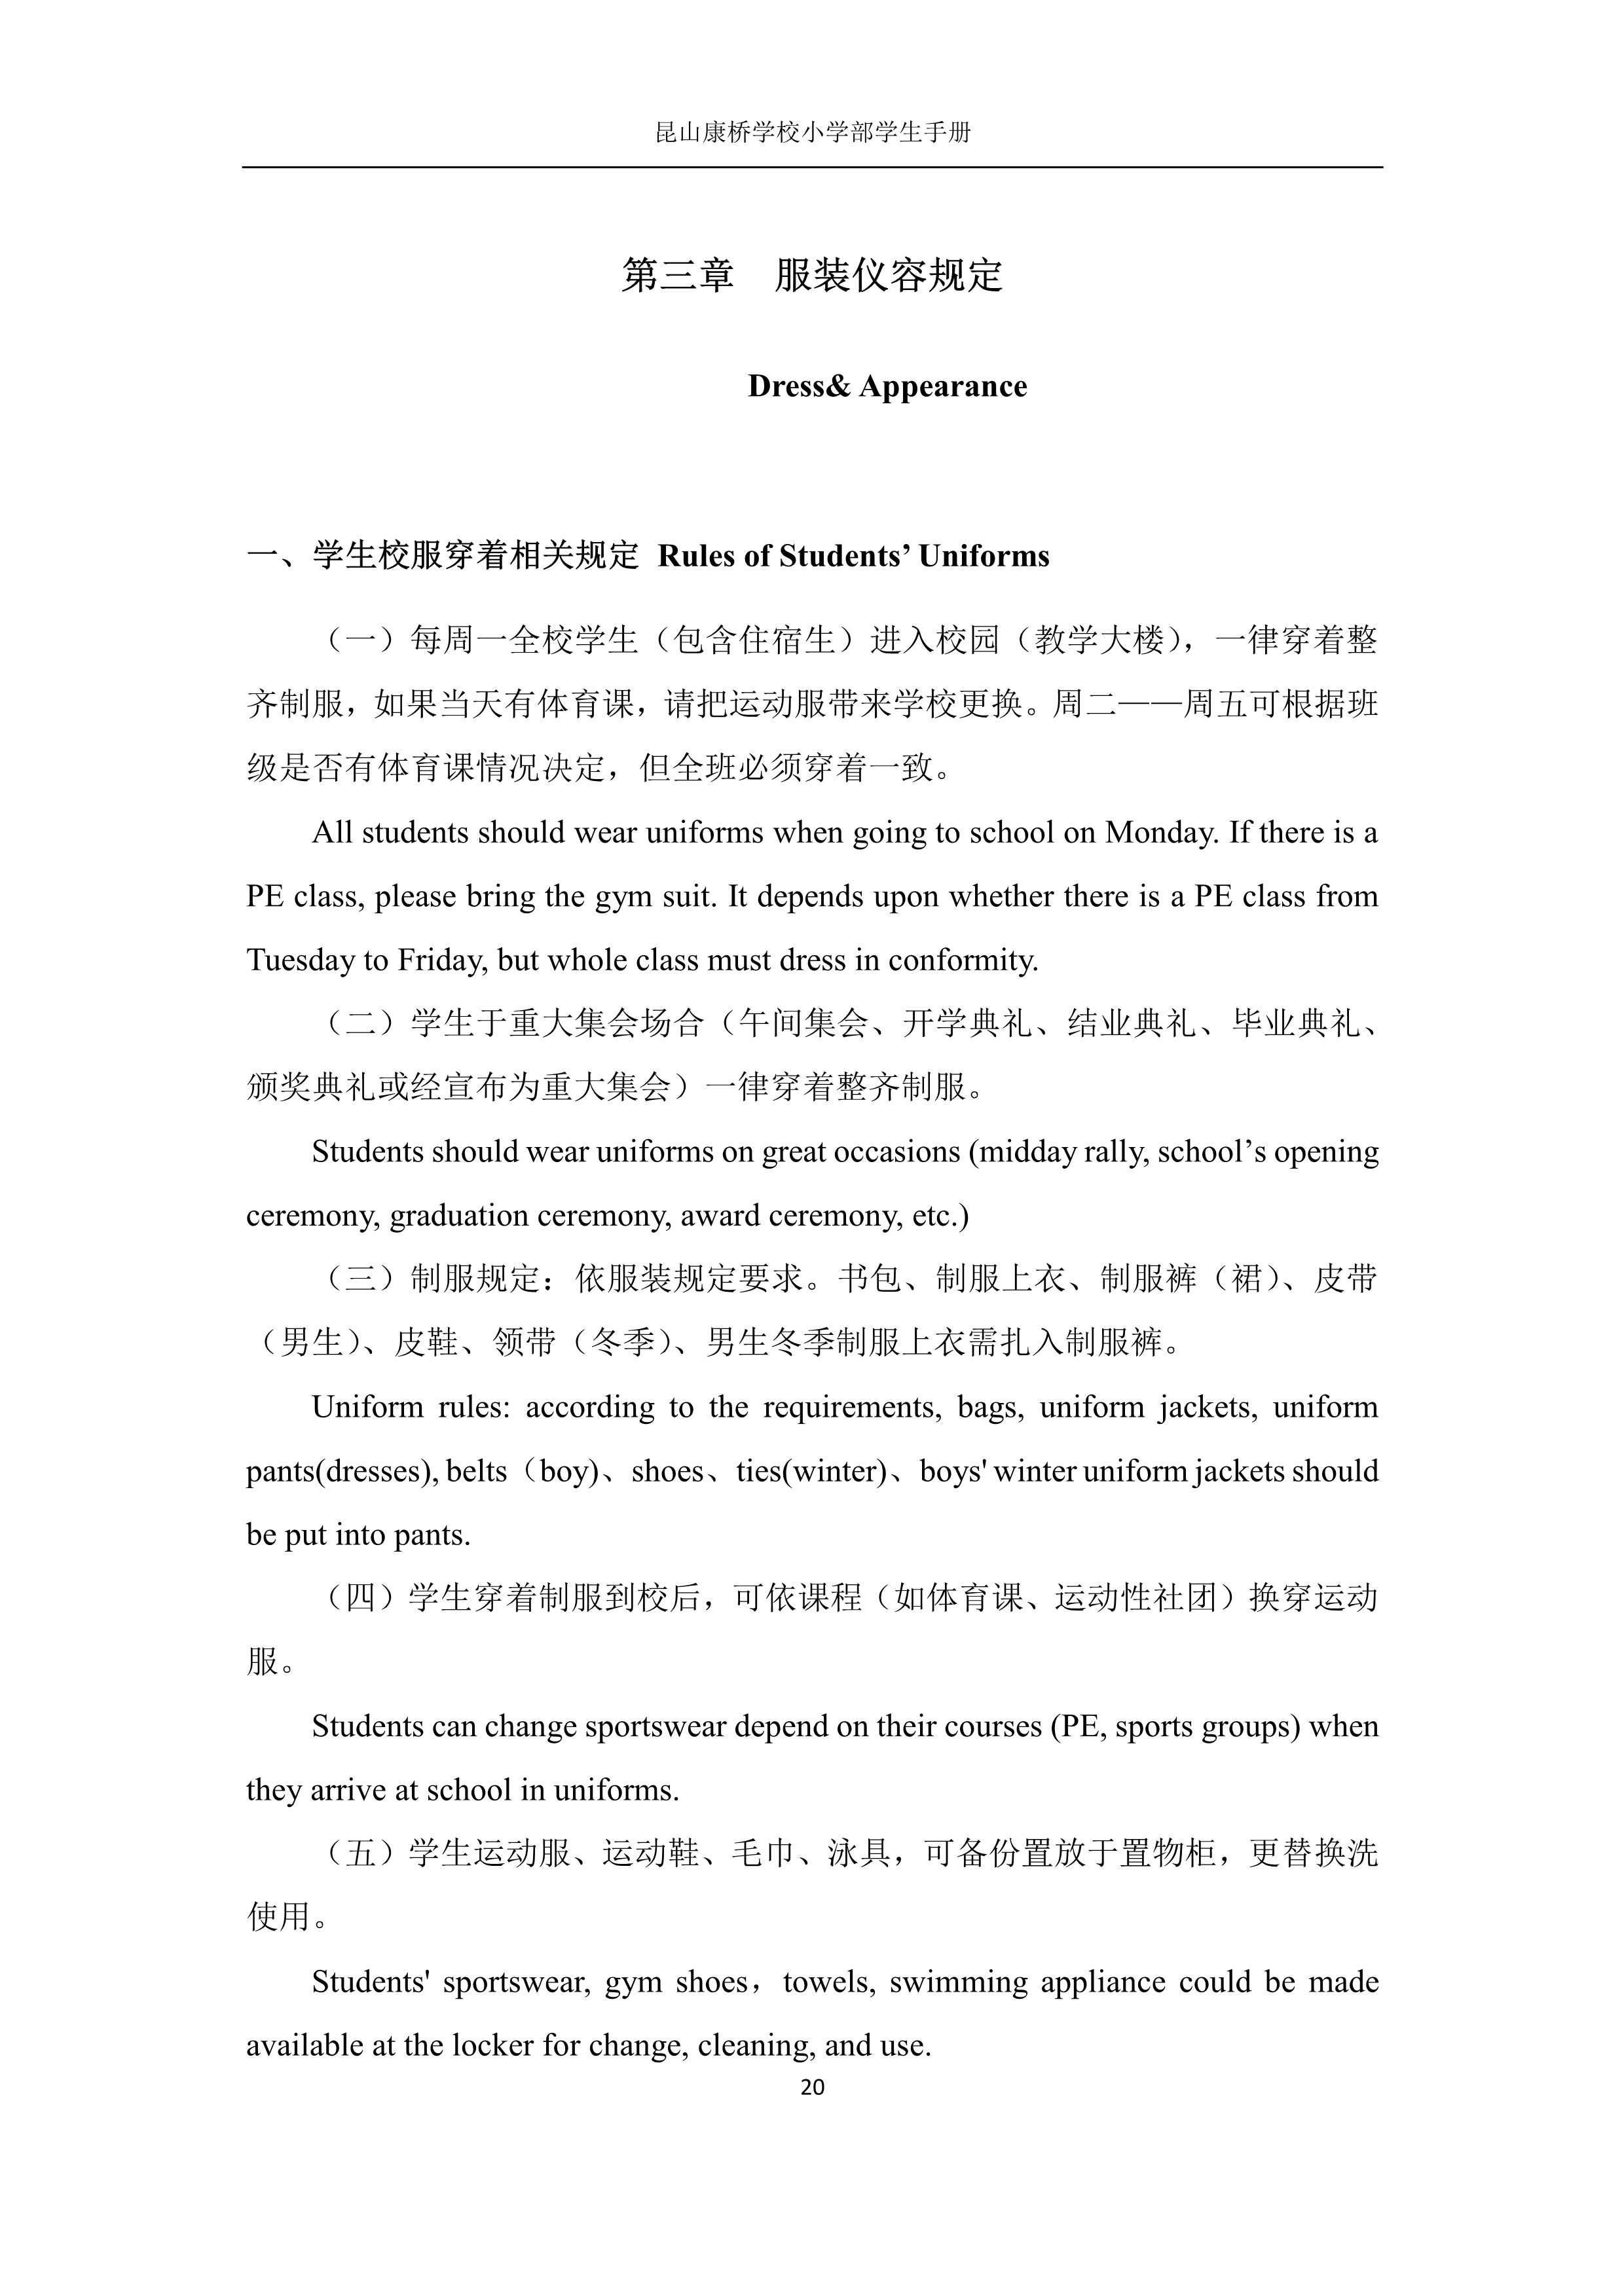 昆山康桥学校小学部学生手册
第三章 服装仪容规定
Dress& Appearance
一、学生校服穿着相关规定 Rules of Students’ Uniforms
（一）每周一全校学生（包含住宿生）进入校园（教学大楼），一律穿着整
齐制服，如果当天有体育课，请把运动服带来学校更换。周二——周五可根据班
级是否有体育课情况决定，但全班必须穿着一致。
All students should wear uniforms when going to school on Monday. If there is a
PE class, please bring the gym suit. It depends upon whether there is a PE class from
Tuesday to Friday, but whole class must dress in conformity.
（二）学生于重大集会场合（午间集会、开学典礼、结业典礼、毕业典礼、
颁奖典礼或经宣布为重大集会）一律穿着整齐制服。
Students should wear uniforms on great occasions (midday rally, school’s opening
ceremony, graduation ceremony, award ceremony, etc.)
（三）制服规定：依服装规定要求。书包、制服上衣、制服裤（裙）、皮带
（男生）、皮鞋、领带（冬季）、男生冬季制服上衣需扎入制服裤。
Uniform rules: according to the requirements, bags, uniform jackets, uniform
pants(dresses), belts（boy)、shoes、ties(winter)、boys' winter uniform jackets should
be put into pants.
（四）学生穿着制服到校后，可依课程（如体育课、运动性社团）换穿运动
服。
Students can change sportswear depend on their courses (PE, sports groups) when
they arrive at school in uniforms.
（五）学生运动服、运动鞋、毛巾、泳具，可备份置放于置物柜，更替换洗
使用。
Students' sportswear, gym shoes，towels, swimming appliance could be made
available at the locker for change, cleaning, and use.
20